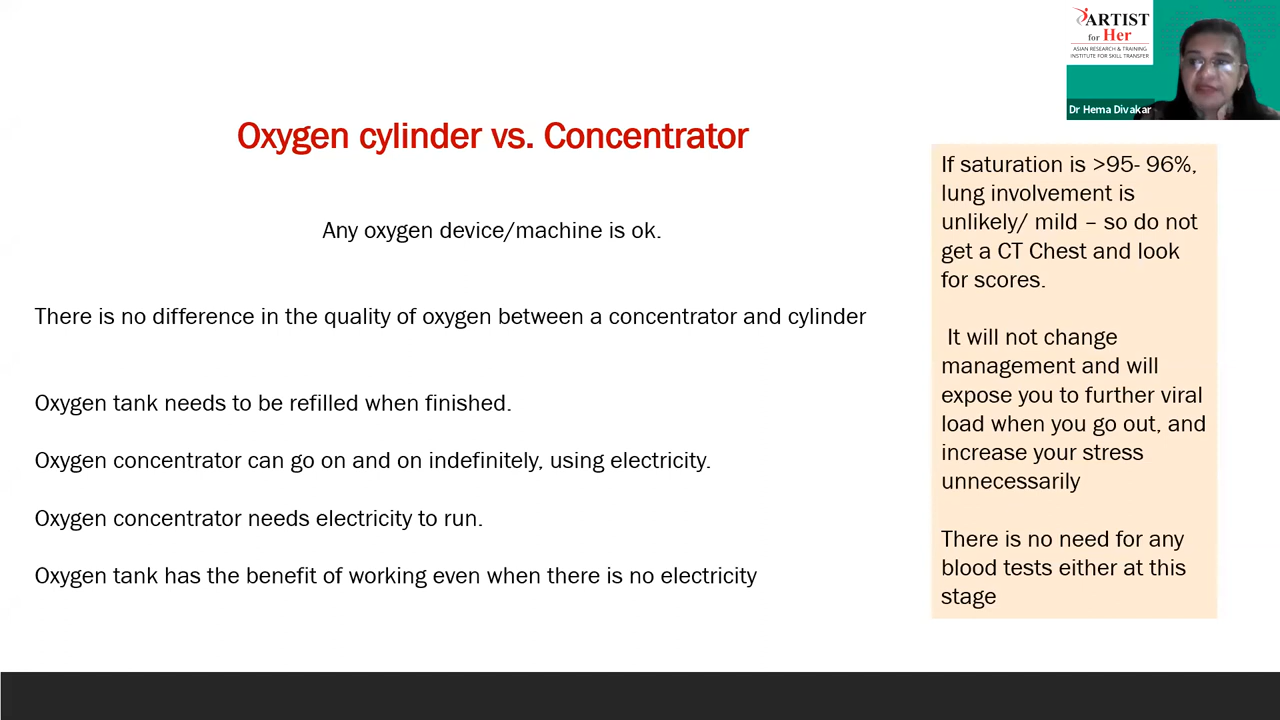 ARTIST
for Her
ASIAN RESEARCH & TRAINING
INSTITUTE FOR SKILL TRANSFER
Dr Hema Divakar
Oxygen cylinder vs. Concentrator
Any oxygen device/machine is ok.
There is no difference in the quality of oxygen between a concentrator and cylinder
Oxygen tank needs to be refilled when finished.
Oxygen concentrator can go on and on indefinitely, using electricity.
Oxygen concentrator needs electricity to run.
Oxygen tank has the benefit of working even when there is no electricity
If saturation is >95- 96%,
lung involvement is
unlikely/ mild – so do not
get a CT Chest and look
for scores.
It will not change
management and will
expose you to further viral
load when you go out, and
increase your stress
unnecessarily
There is no need for any
blood tests either at this
stage